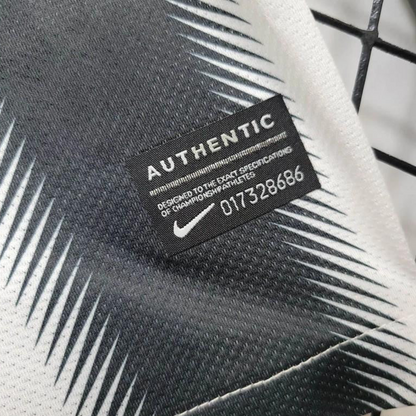 AUTHENTIC
DESIGNED TO THE EXACT SPECIFICATIONS
OF CHAMPIONSHIP ATHLETES
017328686